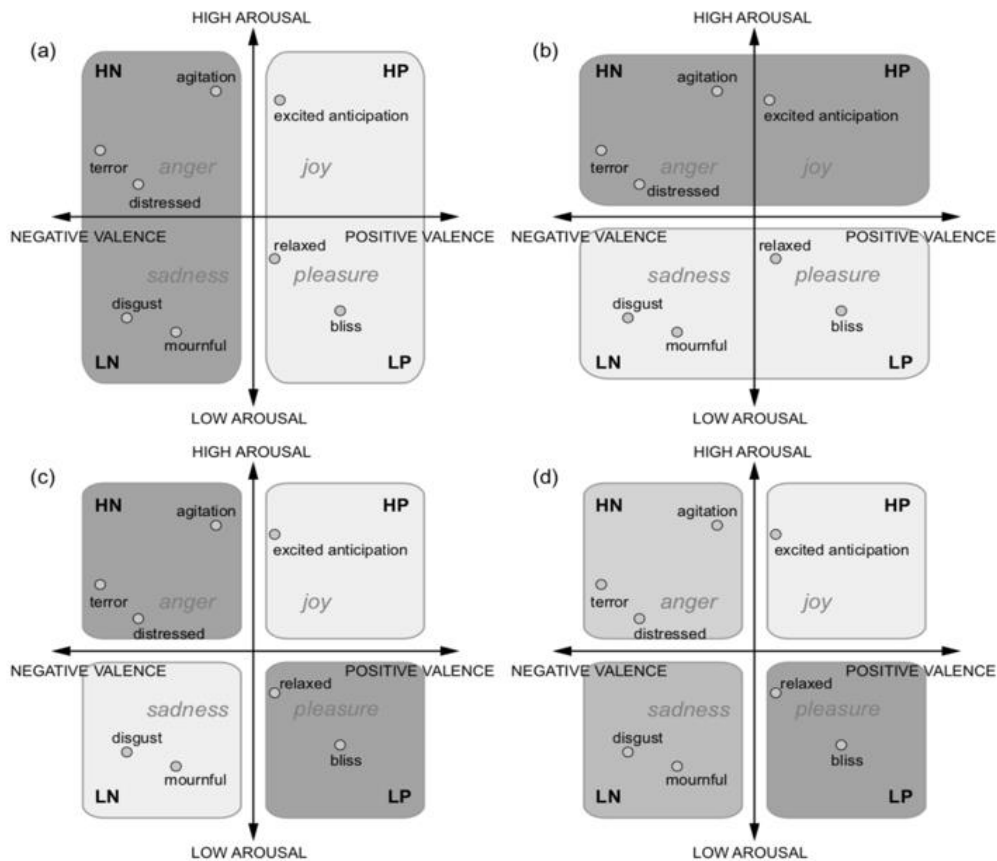 HIGH AROUSAL
(a)
HN
HP
agitation
excited anticipation
terror
anger
joy
distressed
NEGATIVE VALENCE
POSITIVE VALENCE
relaxed
sadness
pleasure
disgust
bliss
mournful
LN
LP
LOW AROUSAL
HIGH AROUSAL
(b)
HN
HP
agitation
excited anticipation
terror
anger
joy
distressed
NEGATIVE VALENCE
POSITIVE VALENCE
relaxed
sadness
pleasure
disgust
bliss
mournful
LN
LP
LOW AROUSAL
HIGH AROUSAL
(c)
HN
HP
agitation
excited anticipation
terror
anger
joy
distressed
NEGATIVE VALENCE
POSITIVE VALENCE
relaxed
sadness
pleasure
disgust
bliss
mournful
LN
LP
LOW AROUSAL
HIGH AROUSAL
(d)
HN
HP
agitation
excited anticipation
terror
anger
joy
distressed
NEGATIVE VALENCE
POSITIVE VALENCE
relaxed
sadness
pleasure
disgust
bliss
mournful
LN
LP
LOW AROUSAL